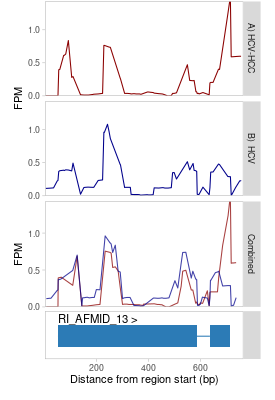 A) HCV-HCC
FPM
1.0
0.5
0.0
B) HCV
1.0
0.5
0.0
Combined
FPM
1.0
0.5
0.0
RI_AFMID_13 >
200
400
600
Distance from region start (bp)